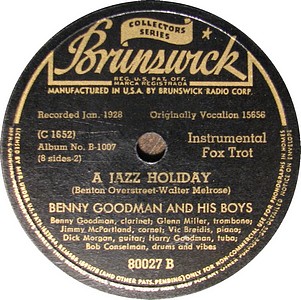 COLLECTOR'S
SERIES
Brunswick
REG. U.S. PAT. OFF.
MARCA REGISTRADA
MANUFACTURED IN U.S.A. BY BRUNSWICK RADIO CORP.
Recorded Jan. 1928 Originally Vocalion 15656
(C 1652)
Album No. B-1007
(8 sides-2)
Instrumental
Fox Trot
A JAZZ HOLIDAY
(Benton Overstreet-Walter Melrose)
BENNY GOODMAN AND HIS BOYS
Benny Goodman, clarinet; Glenn Miller, trombone;
Jimmy McPortland, cornet; Vic Breidis, piano;
Dick Morgan, guitar; Harry Goodman, tuba;
Bob Conselman, drums and vibes
80027 B